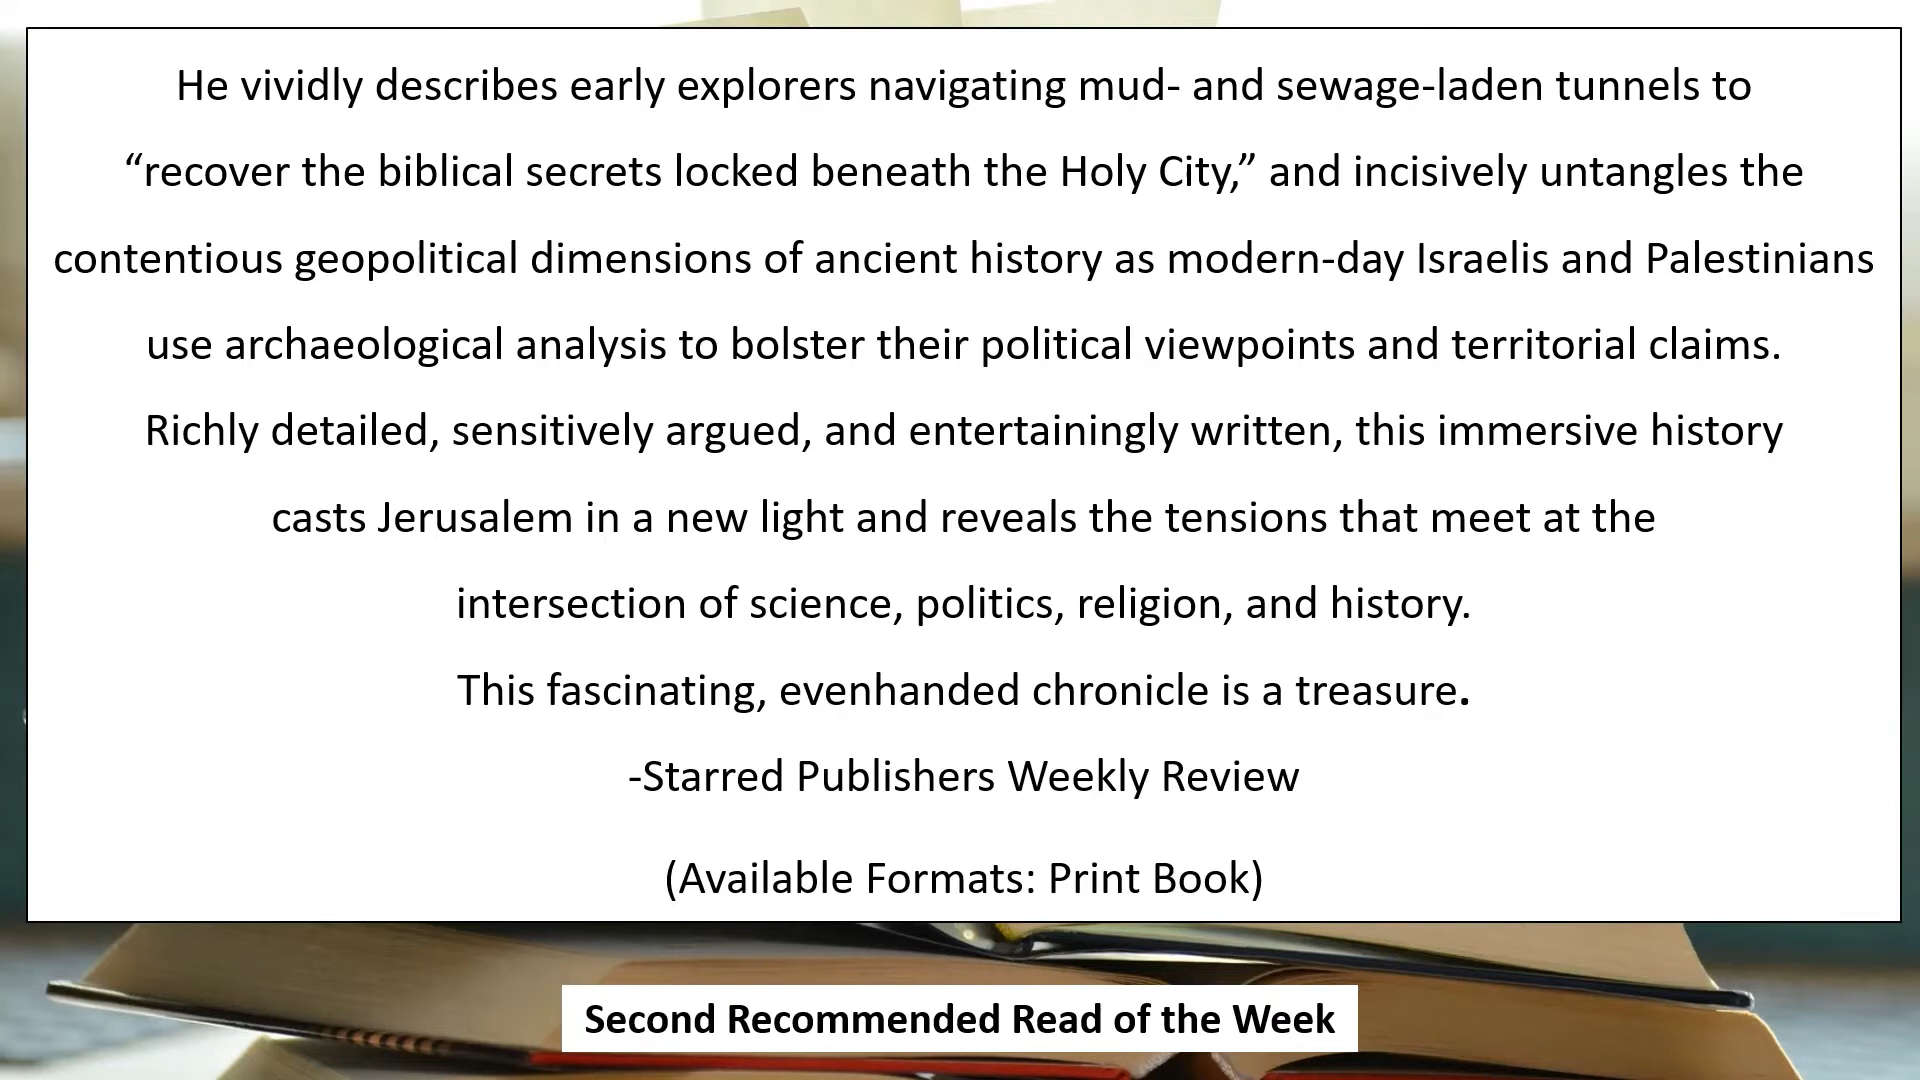 He vividly describes early explorers navigating mud- and sewage-laden tunnels to
“recover the biblical secrets locked beneath the Holy City,” and incisively untangles the
contentious geopolitical dimensions of ancient history as modern-day Israelis and Palestinians
use archaeological analysis to bolster their political viewpoints and territorial claims.
Richly detailed, sensitively argued, and entertainingly written, this immersive history
casts Jerusalem in a new light and reveals the tensions that meet at the
intersection of science, politics, religion, and history.
This fascinating, evenhanded chronicle is a treasure.
-Starred Publishers Weekly Review
(Available Formats: Print Book)
Second Recommended Read of the Week